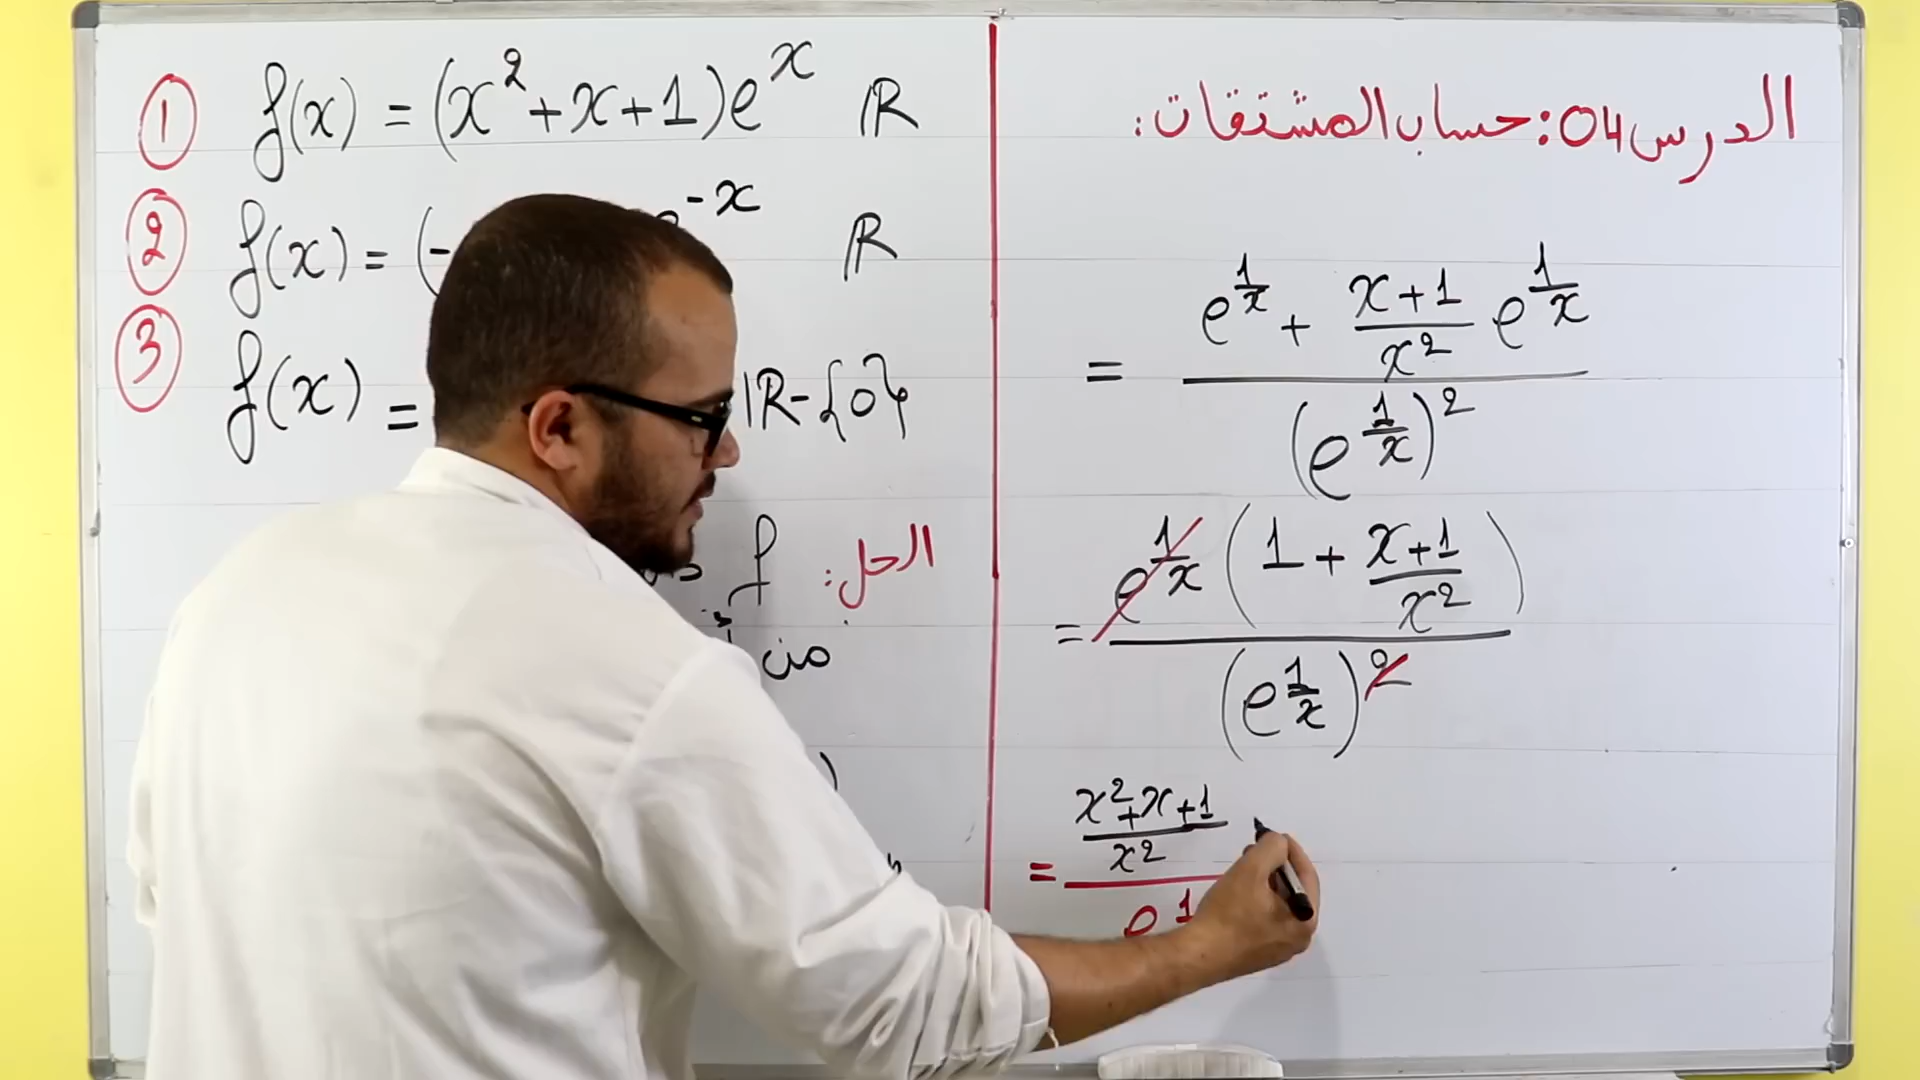 الدرس 04: حساب المشتقات:
① f(x) = (x²+x+1)e^x ℝ
② f(x) = (- e^-x ℝ
③ f(x) = ℝ-{0}
الحل: f
من
= (e^(1/x) + (x+1)/x² e^(1/x)) / (e^(1/x))²
= e^(1/x) (1 + (x+1)/x²) / (e^(1/x))²
= ((x²+x+1)/x²) / e^1